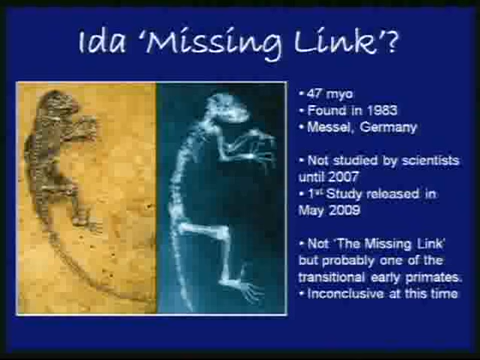 Ida ‘Missing Link’?
• 47 myo
• Found in 1983
• Messel, Germany
• Not studied by scientists
until 2007
• 1st Study released in
May 2009
• Not ‘The Missing Link’
but probably one of the
transitional early primates.
• Inconclusive at this time